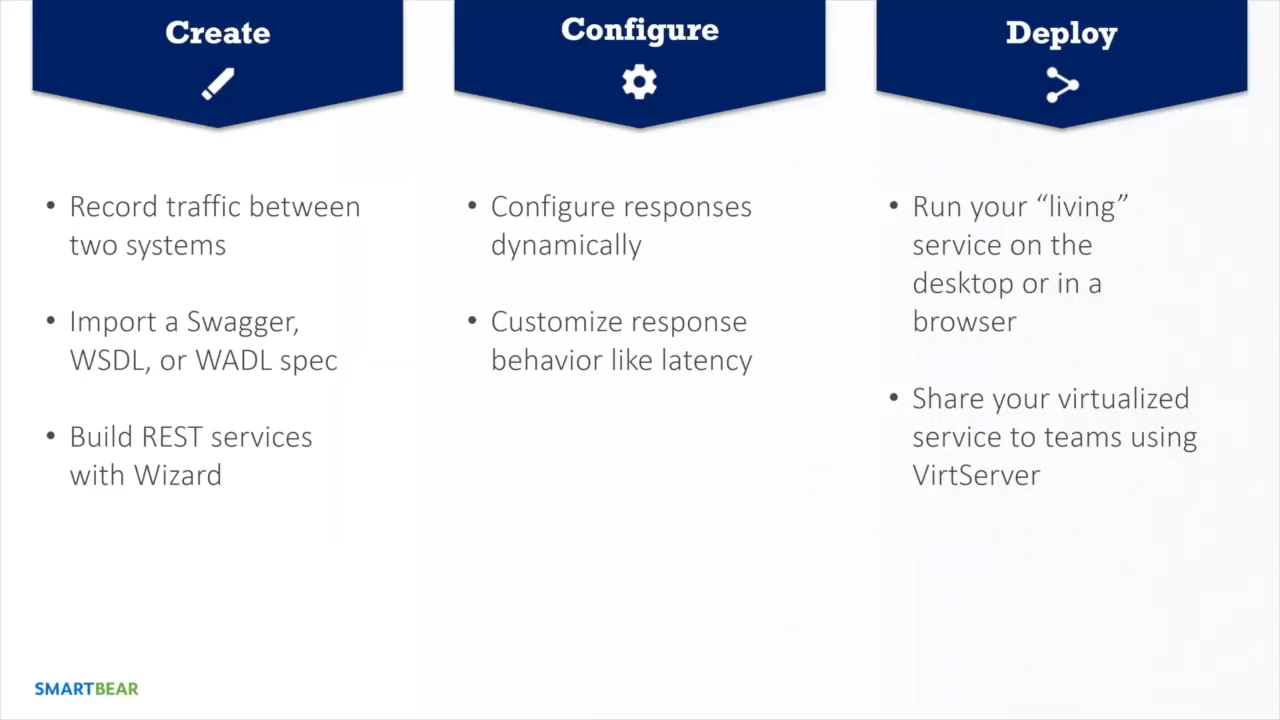 Create
• Record traffic between
two systems
• Import a Swagger,
WSDL, or WADL spec
• Build REST services
with Wizard
Configure
• Configure responses
dynamically
• Customize response
behavior like latency
Deploy
• Run your “living”
service on the
desktop or in a
browser
• Share your virtualized
service to teams using
VirtServer
SMARTBEAR